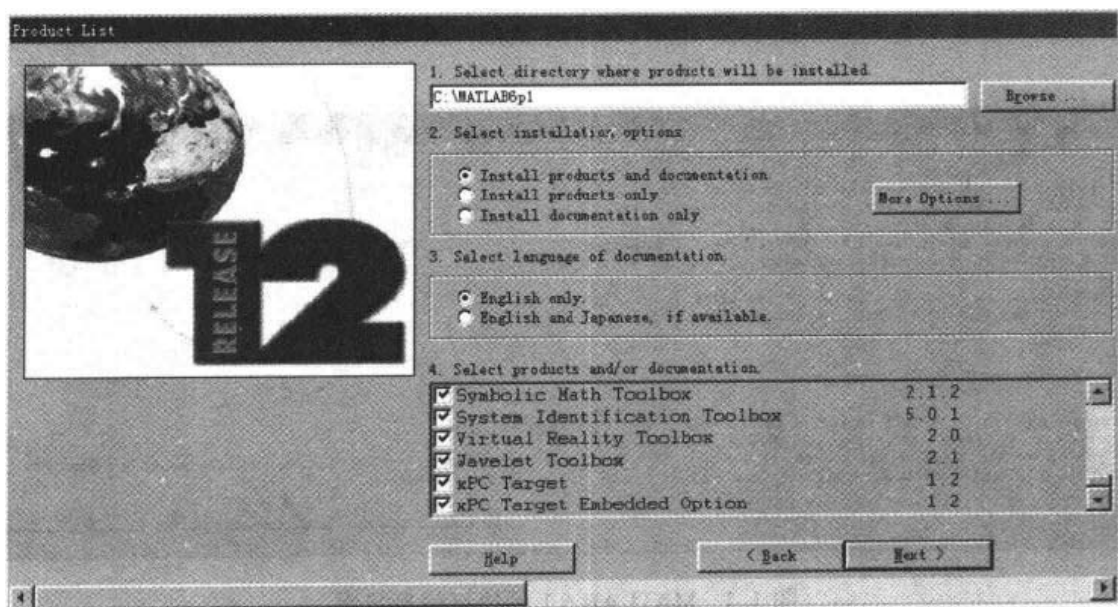 Product List
RELEASE
12
1. Select directory where products will be installed
C:\MATLAB6p1
Browse ...
2. Select installation options
Install products and documentation
Install products only
Install documentation only
More Options ...
3. Select language of documentation.
English only.
English and Japanese, if available.
4. Select products and/or documentation.
Symbolic Math Toolbox 2.1.2
System Identification Toolbox 5.0.1
Virtual Reality Toolbox 2.0
Wavelet Toolbox 2.1
xPC Target 1.2
xPC Target Embedded Option 1.2
Help
< Back
Next >